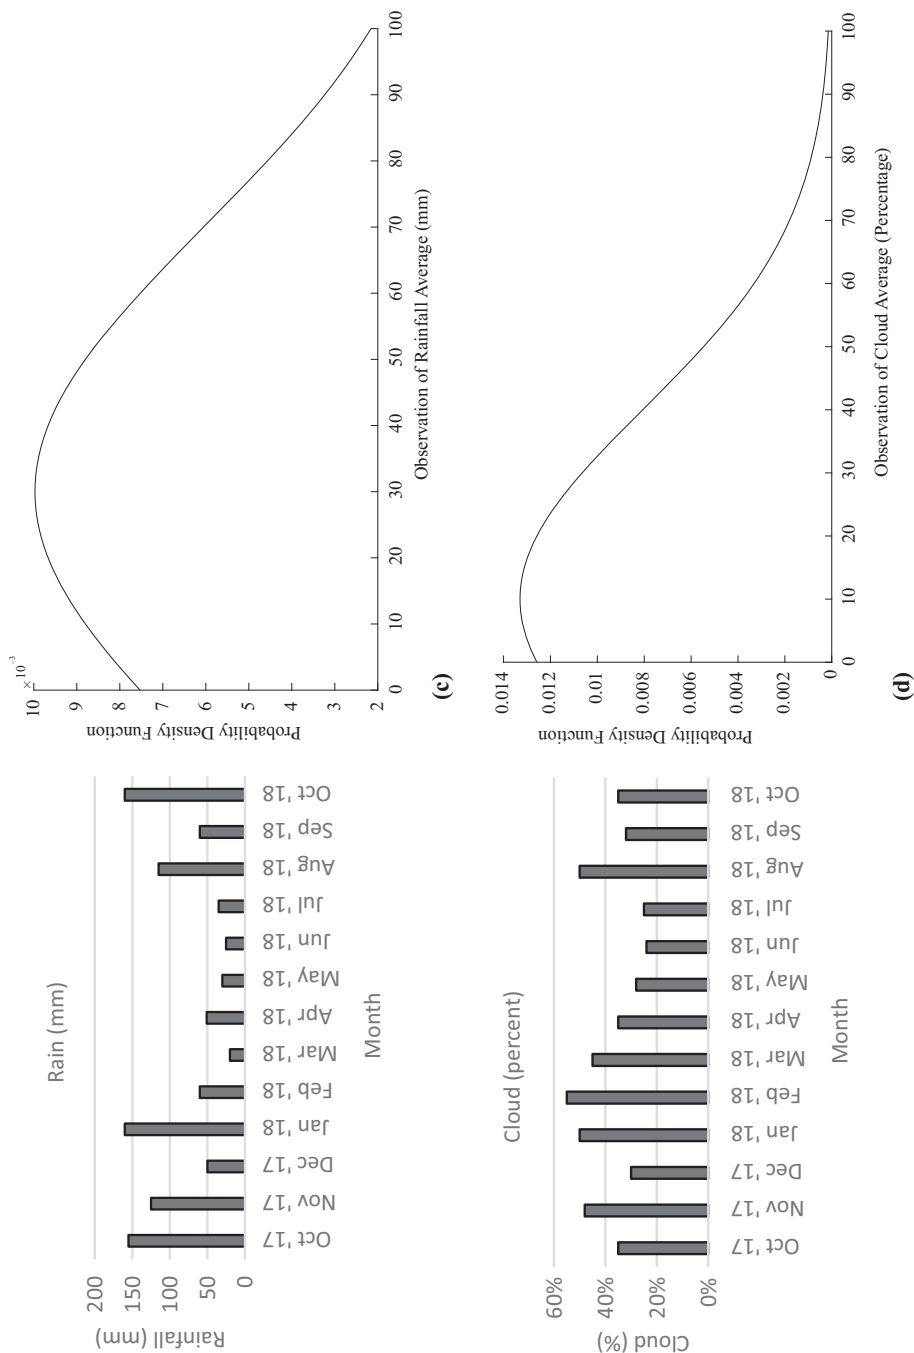 Rain (mm)
Rainfall (mm)
200
150
100
50
0
Oct '17
Nov '17
Dec '17
Jan '18
Feb '18
Mar '18
Apr '18
May '18
Jun '18
Jul '18
Aug '18
Sep '18
Oct '18
Month
× 10⁻³
Probability Density Function
10
9
8
7
6
5
4
3
2
0
10
20
30
40
50
60
70
80
90
100
Observation of Rainfall Average (mm)
(c)
Cloud (percent)
Cloud (%)
60%
40%
20%
0%
Oct '17
Nov '17
Dec '17
Jan '18
Feb '18
Mar '18
Apr '18
May '18
Jun '18
Jul '18
Aug '18
Sep '18
Oct '18
Month
Probability Density Function
0.014
0.012
0.01
0.008
0.006
0.004
0.002
0
0
10
20
30
40
50
60
70
80
90
100
Observation of Cloud Average (Percentage)
(d)